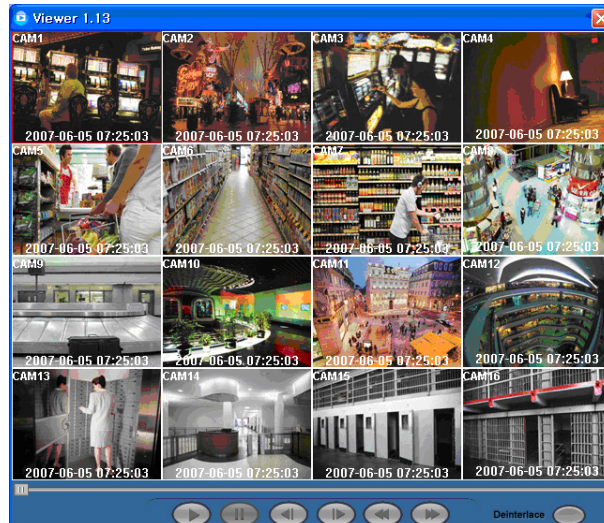 Viewer 1.13
CAM1 CAM2 CAM3 CAM4
2007-06-05 07:25:03 2007-06-05 07:25:03 2007-06-05 07:25:03 2007-06-05 07:25:03
CAM5 CAM6 CAM7 CAM8
2007-06-05 07:25:03 2007-06-05 07:25:03 2007-06-05 07:25:03 2007-06-05 07:25:03
CAM9 CAM10 CAM11 CAM12
2007-06-05 07:25:03 2007-06-05 07:25:03 2007-06-05 07:25:03 2007-06-05 07:25:03
CAM13 CAM14 CAM15 CAM16
2007-06-05 07:25:03 2007-06-05 07:25:03 2007-06-05 07:25:03 2007-06-05 07:25:03
Deinterlace